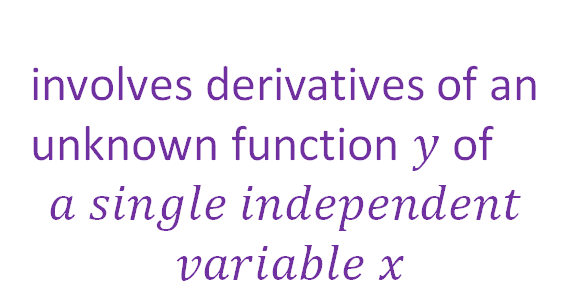 involves derivatives of an
unknown function y of
a single independent
variable x